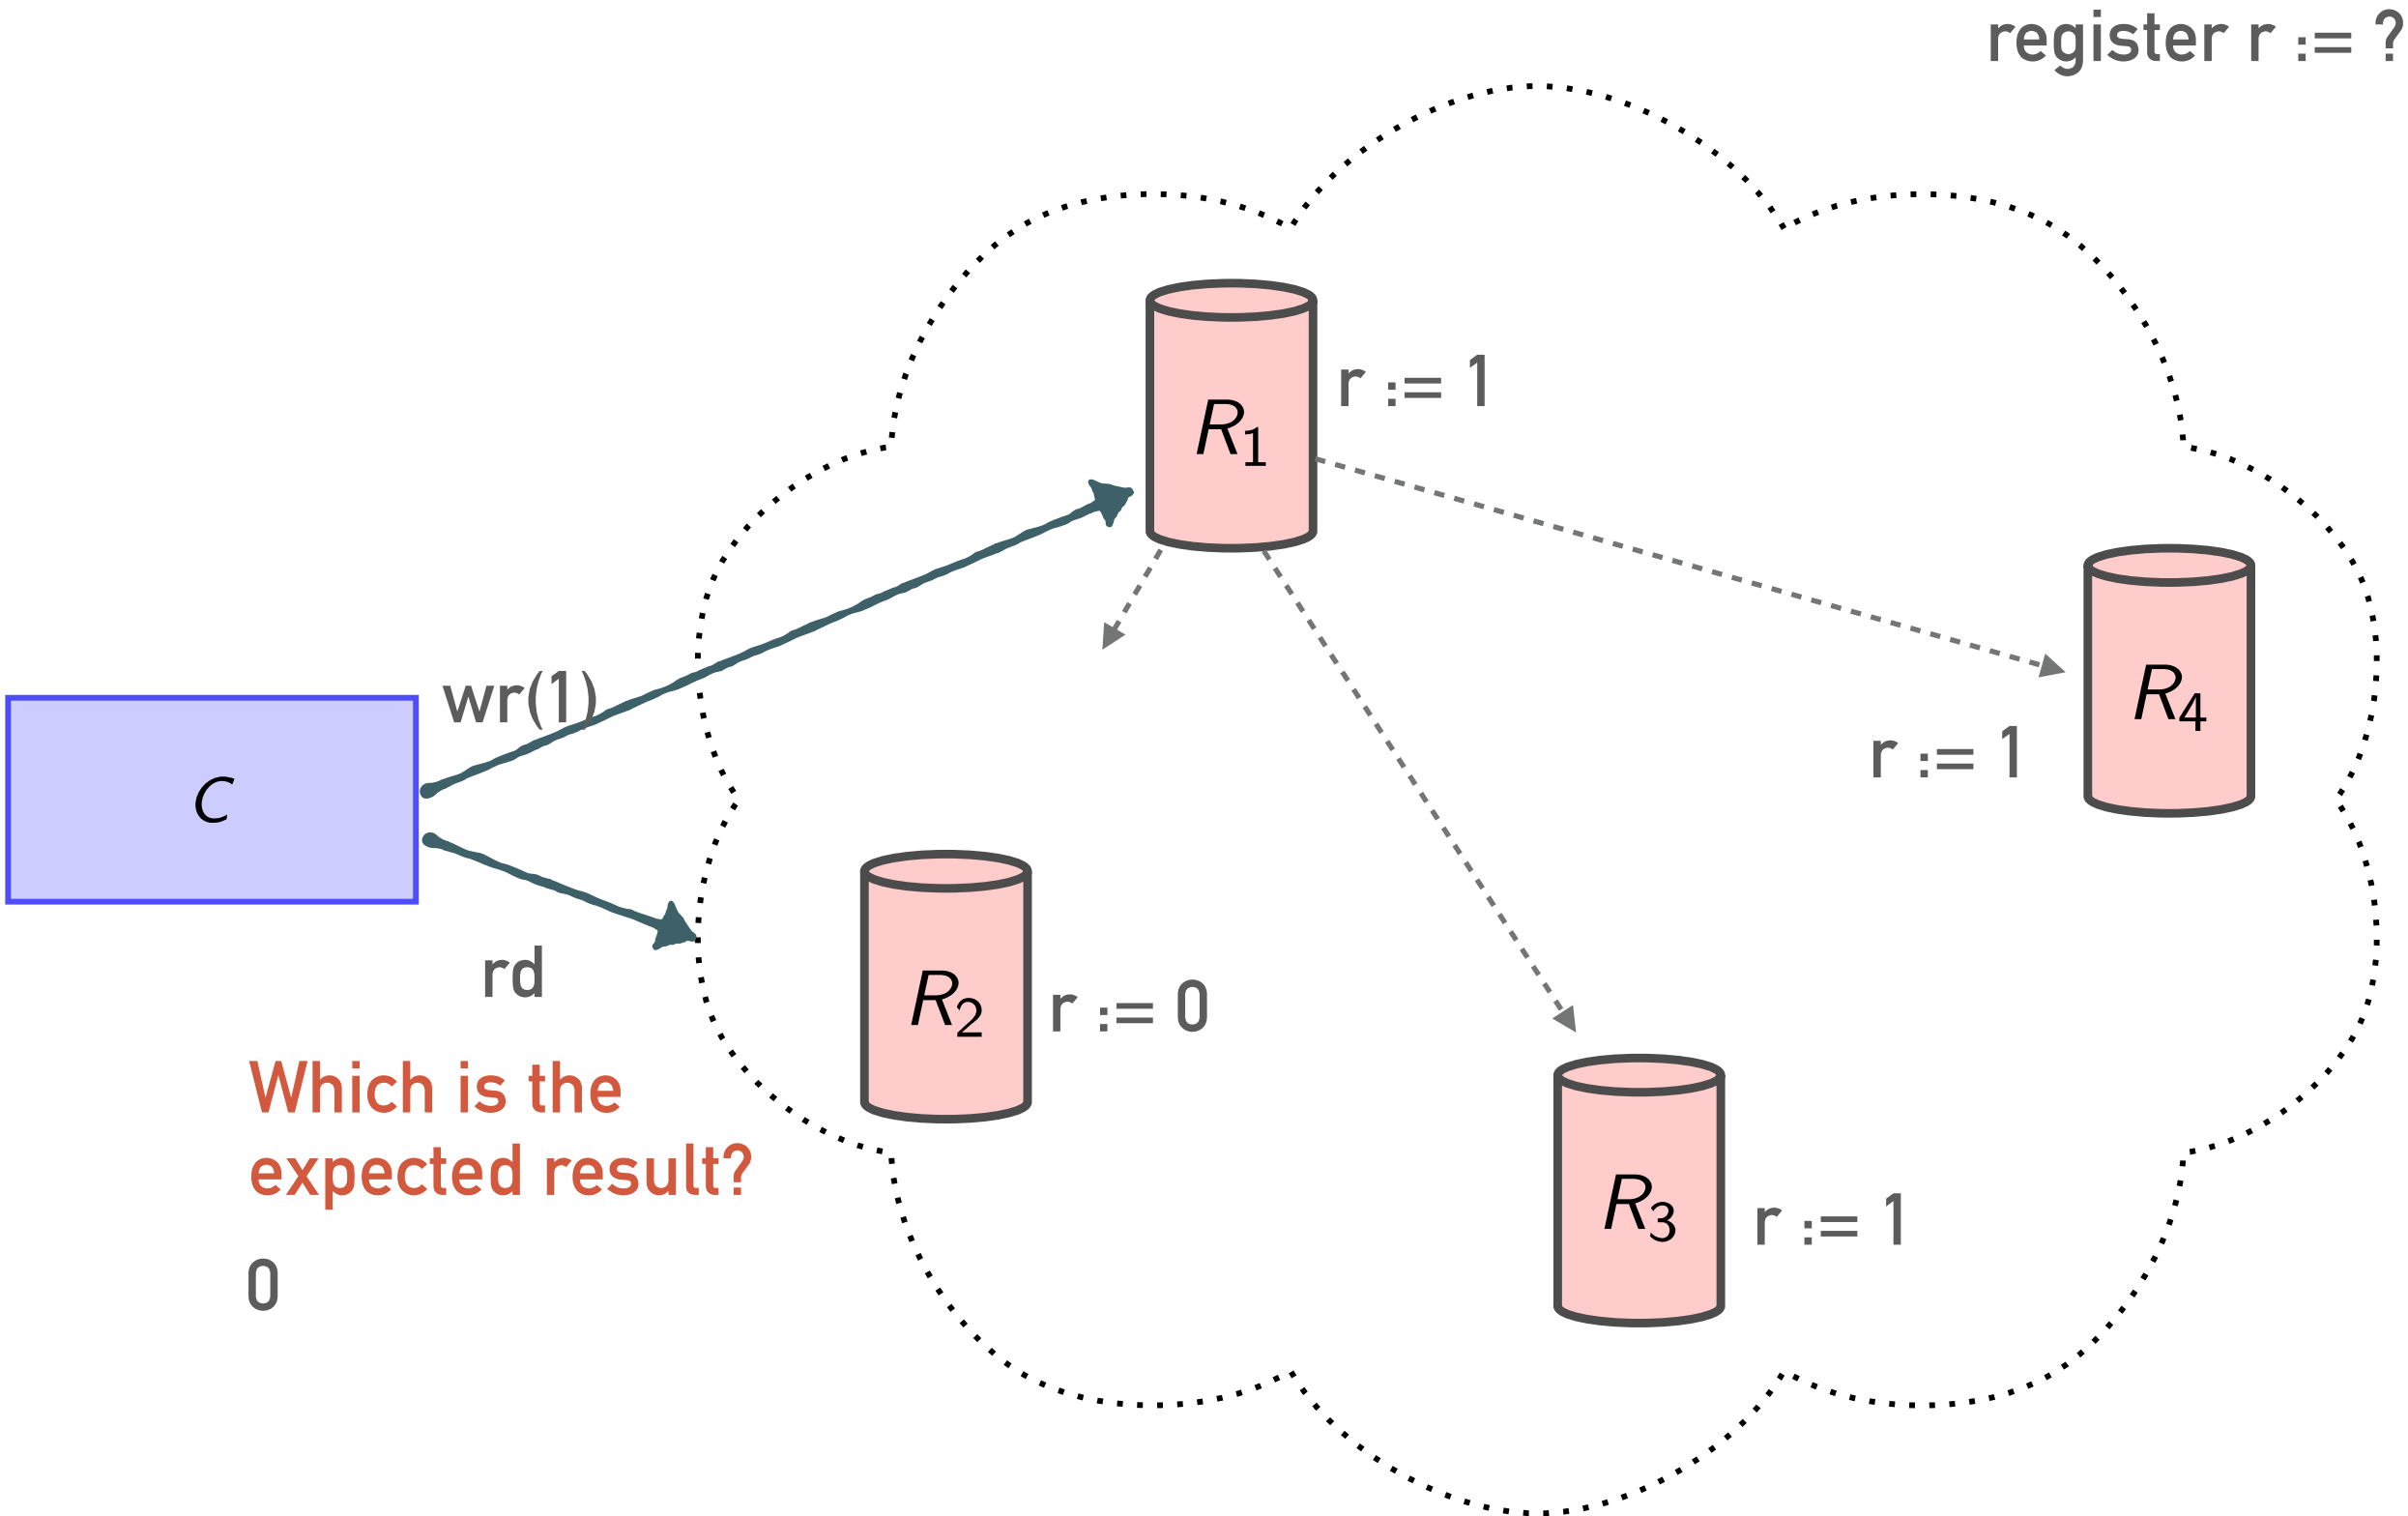 register r := ?
R1
r := 1
R4
r := 1
wr(1)
C
rd
R2
r := 0
R3
r := 1
Which is the
expected result?
0